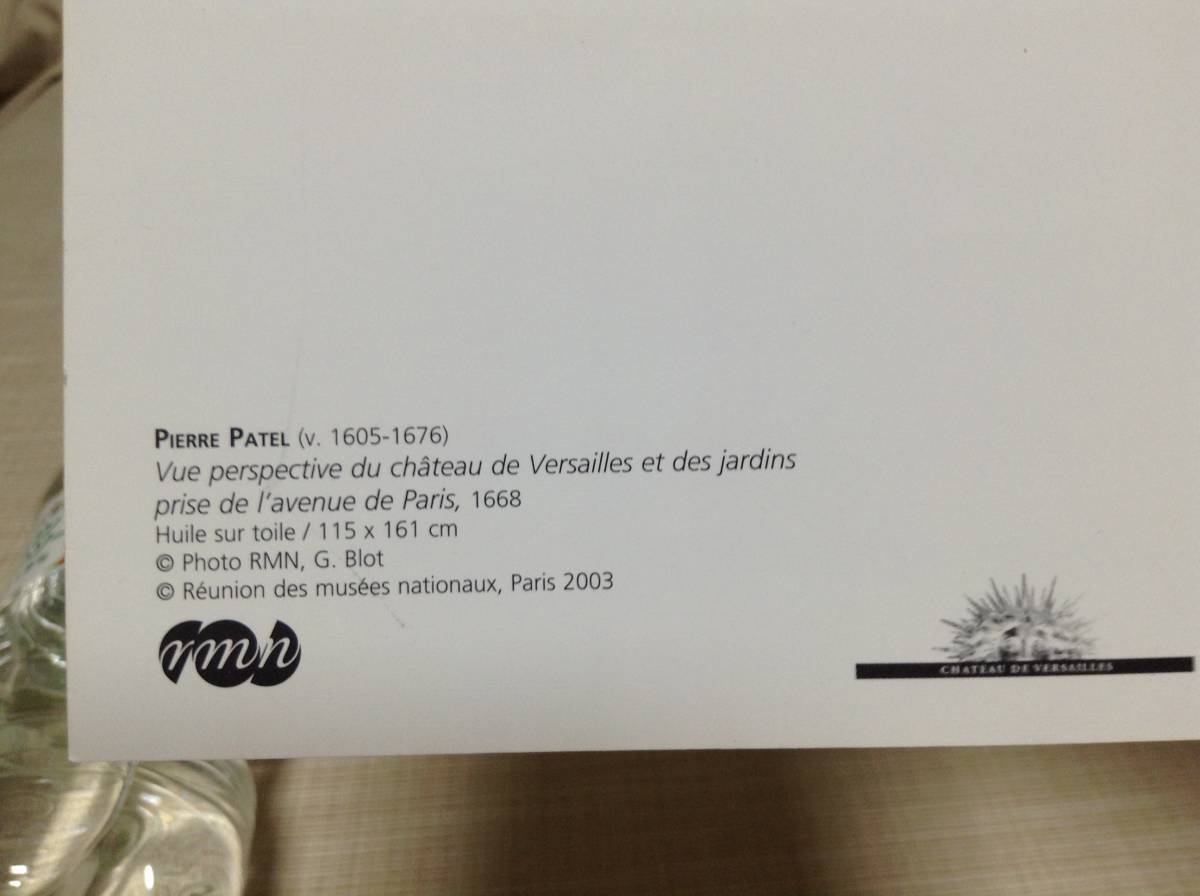 PIERRE PATEL (v. 1605-1676)
Vue perspective du château de Versailles et des jardins
prise de l'avenue de Paris, 1668
Huile sur toile / 115 x 161 cm
© Photo RMN, G. Blot
© Réunion des musées nationaux, Paris 2003
rmn
CHATEAU DE VERSAILLES